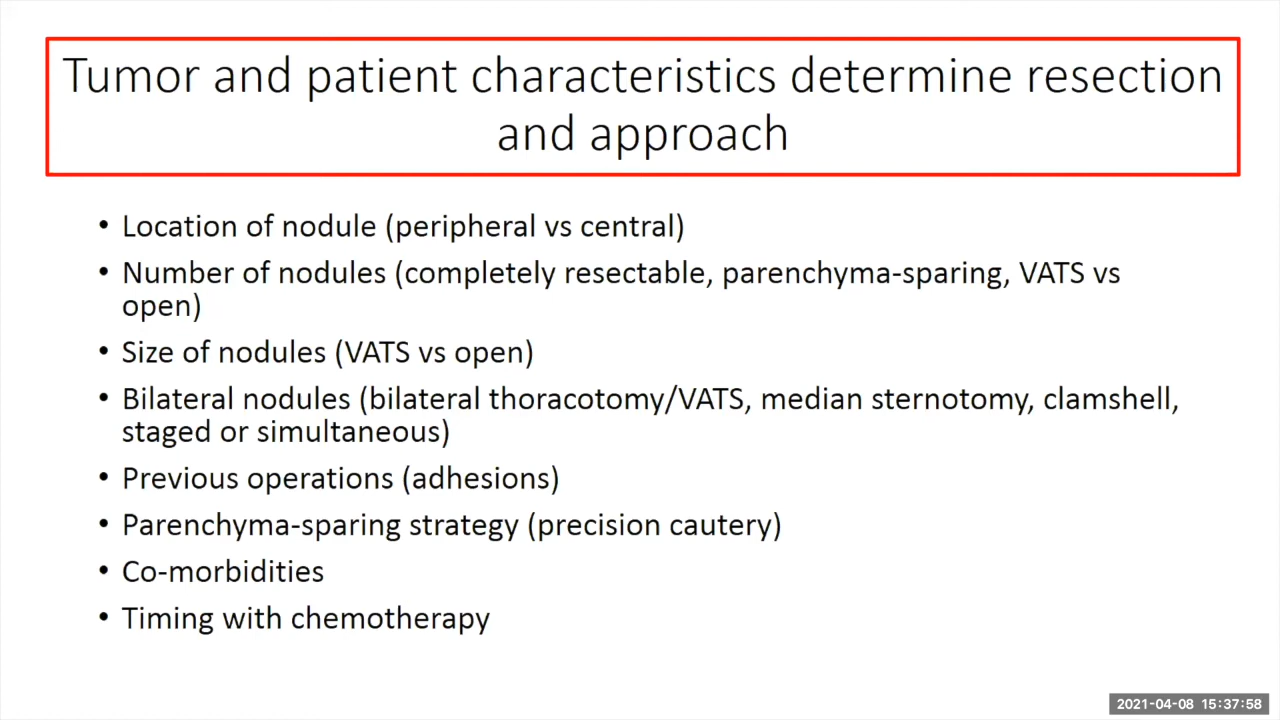 Tumor and patient characteristics determine resection
and approach
• Location of nodule (peripheral vs central)
• Number of nodules (completely resectable, parenchyma-sparing, VATS vs
open)
• Size of nodules (VATS vs open)
• Bilateral nodules (bilateral thoracotomy/VATS, median sternotomy, clamshell,
staged or simultaneous)
• Previous operations (adhesions)
• Parenchyma-sparing strategy (precision cautery)
• Co-morbidities
• Timing with chemotherapy
2021-04-08 15:37:58